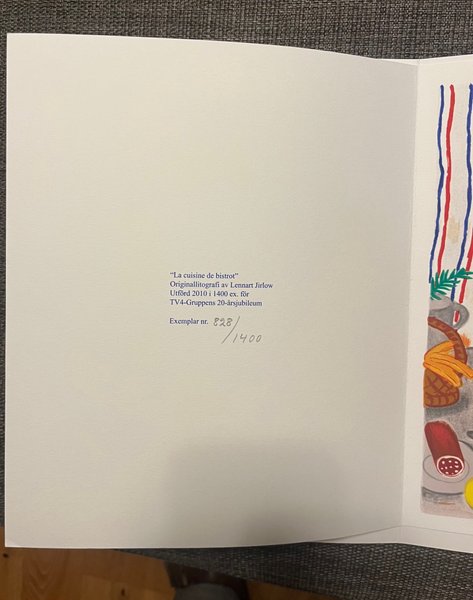 "La cuisine de bistrot"
Originallitografi av Lennart Jirlow
Utförd 2010 i 1400 ex. för
TV4-Gruppens 20-årsjubileum
Exemplar nr. 828/1400